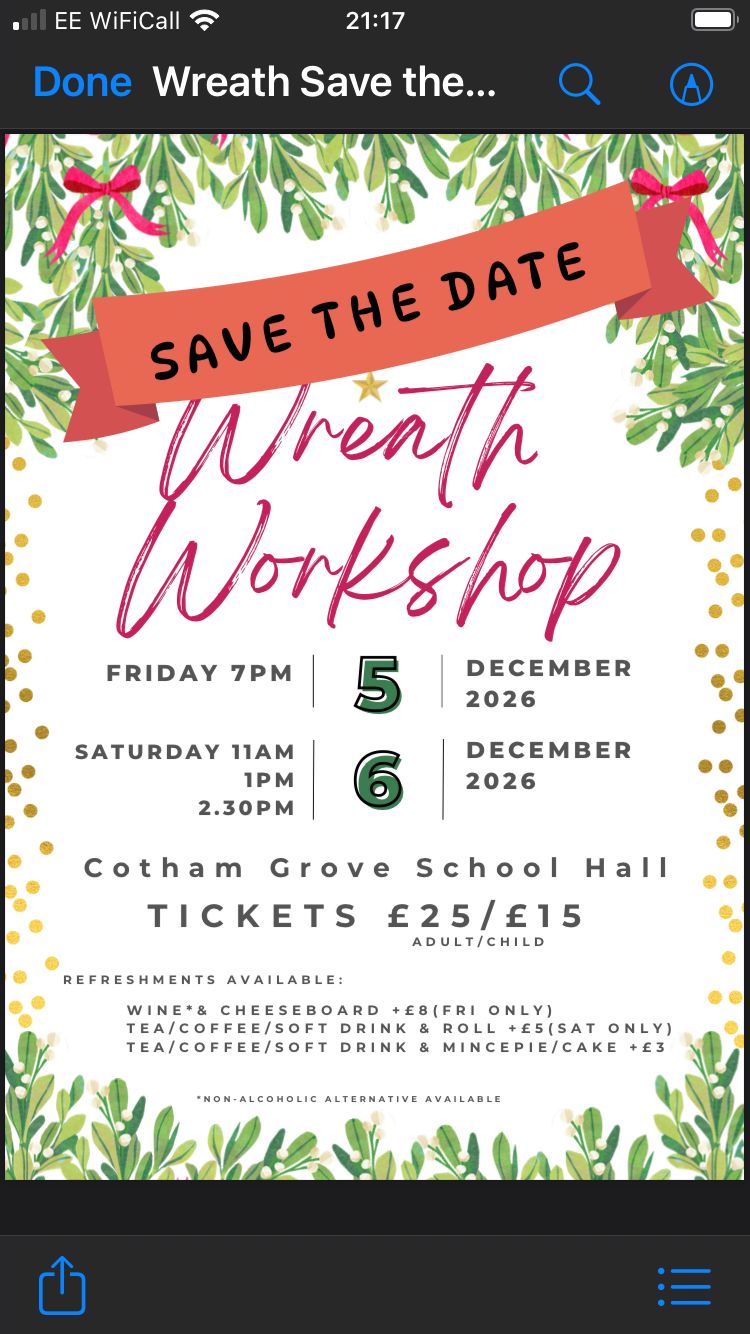 EE WiFiCall 21:17
Done Wreath Save the...
SAVE THE DATE
Wreath
Workshop
FRIDAY 7PM 5 DECEMBER
2026
SATURDAY 11AM 6 DECEMBER
1PM 2026
2.30PM
Cotham Grove School Hall
TICKETS £25/£15
ADULT/CHILD
REFRESHMENTS AVAILABLE:
WINE*& CHEESEBOARD +£8(FRI ONLY)
TEA/COFFEE/SOFT DRINK & ROLL +£5(SAT ONLY)
TEA/COFFEE/SOFT DRINK & MINCEPIE/CAKE +£3
*NON-ALCOHOLIC ALTERNATIVE AVAILABLE